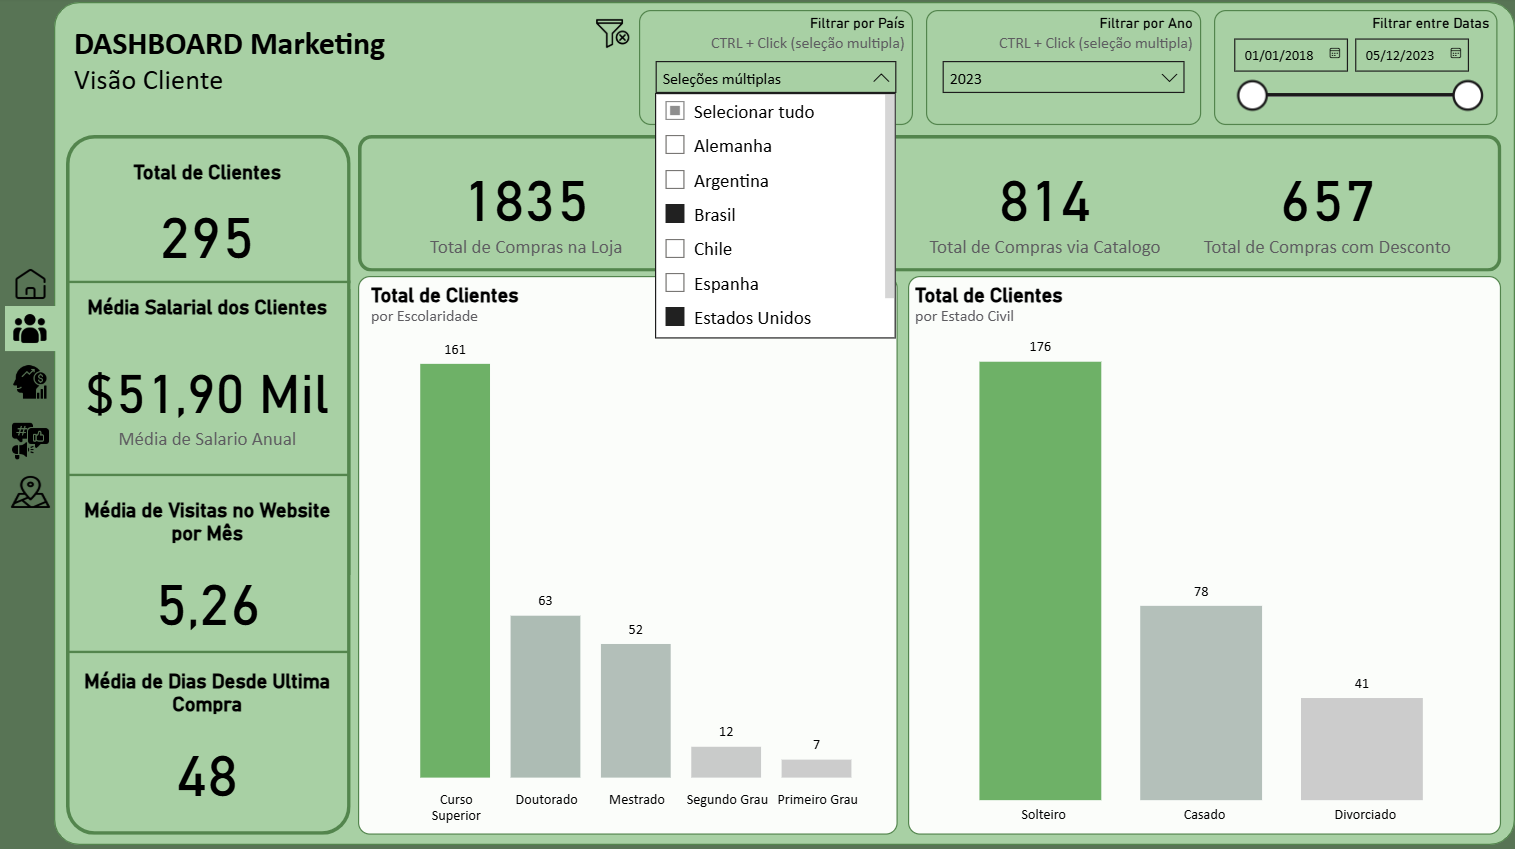 DASHBOARD Marketing
Visão Cliente
Filtrar por País
CTRL + Click (seleção multipla)
Seleções múltiplas
Selecionar tudo
Alemanha
Argentina
Brasil
Chile
Espanha
Estados Unidos
Filtrar por Ano
CTRL + Click (seleção multipla)
2023
Filtrar entre Datas
01/01/2018
05/12/2023
Total de Clientes
295
Média Salarial dos Clientes
$51,90 Mil
Média de Salario Anual
Média de Visitas no Website
por Mês
5,26
Média de Dias Desde Ultima
Compra
48
1835
Total de Compras na Loja
814
Total de Compras via Catalogo
657
Total de Compras com Desconto
Total de Clientes
por Escolaridade
161
63
52
12
7
Curso
Superior
Doutorado
Mestrado
Segundo Grau
Primeiro Grau
Total de Clientes
por Estado Civil
176
78
41
Solteiro
Casado
Divorciado